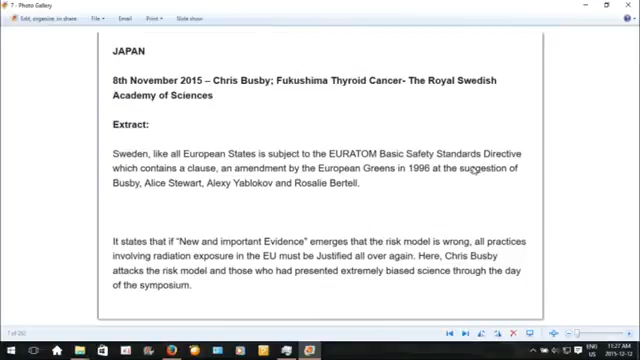 7 - Photo Gallery
Edit, organize, or share
File
Email
Print
Slide show
JAPAN
8th November 2015 – Chris Busby; Fukushima Thyroid Cancer- The Royal Swedish
Academy of Sciences
Extract:
Sweden, like all European States is subject to the EURATOM Basic Safety Standards Directive
which contains a clause, an amendment by the European Greens in 1996 at the suggestion of
Busby, Alice Stewart, Alexy Yablokov and Rosalie Bertell.
It states that if “New and important Evidence” emerges that the risk model is wrong, all practices
involving radiation exposure in the EU must be Justified all over again. Here, Chris Busby
attacks the risk model and those who had presented extremely biased science through the day
of the symposium.
ENG
11:27 AM
2015-12-12